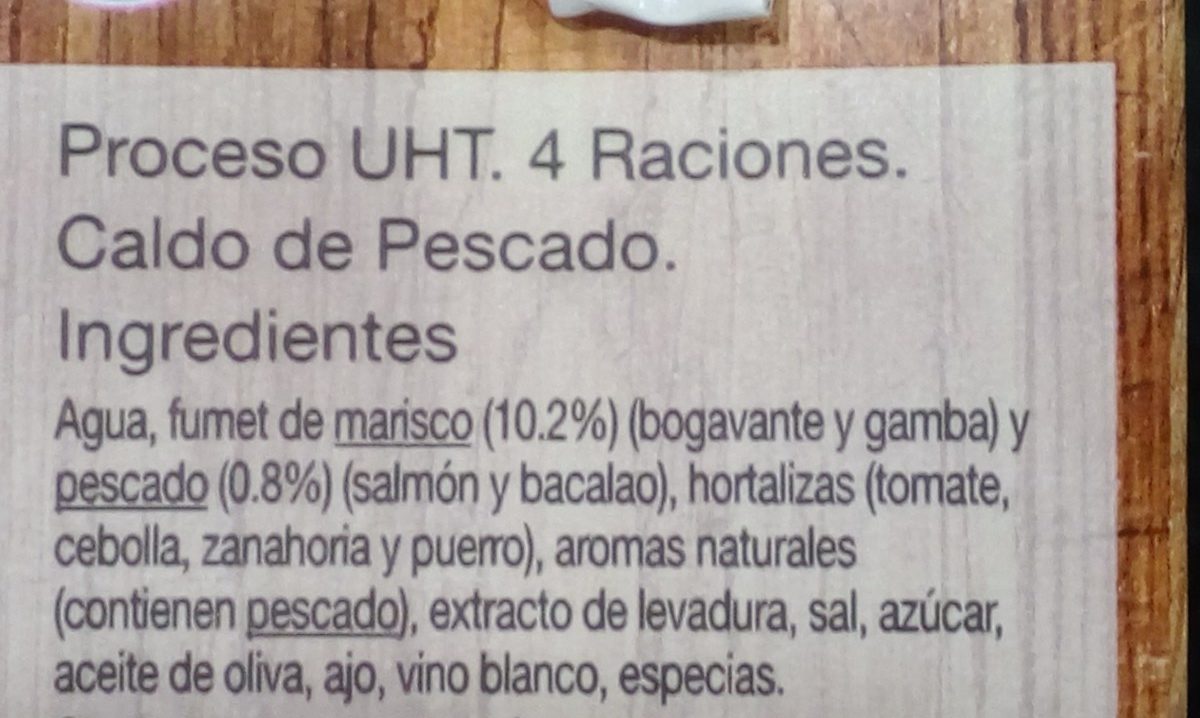 Proceso UHT. 4 Raciones.
Caldo de Pescado.
Ingredientes
Agua, fumet de marisco (10.2%) (bogavante y gamba) y
pescado (0.8%) (salmón y bacalao), hortalizas (tomate,
cebolla, zanahoria y puerro), aromas naturales
(contienen pescado), extracto de levadura, sal, azúcar,
aceite de oliva, ajo, vino blanco, especias.